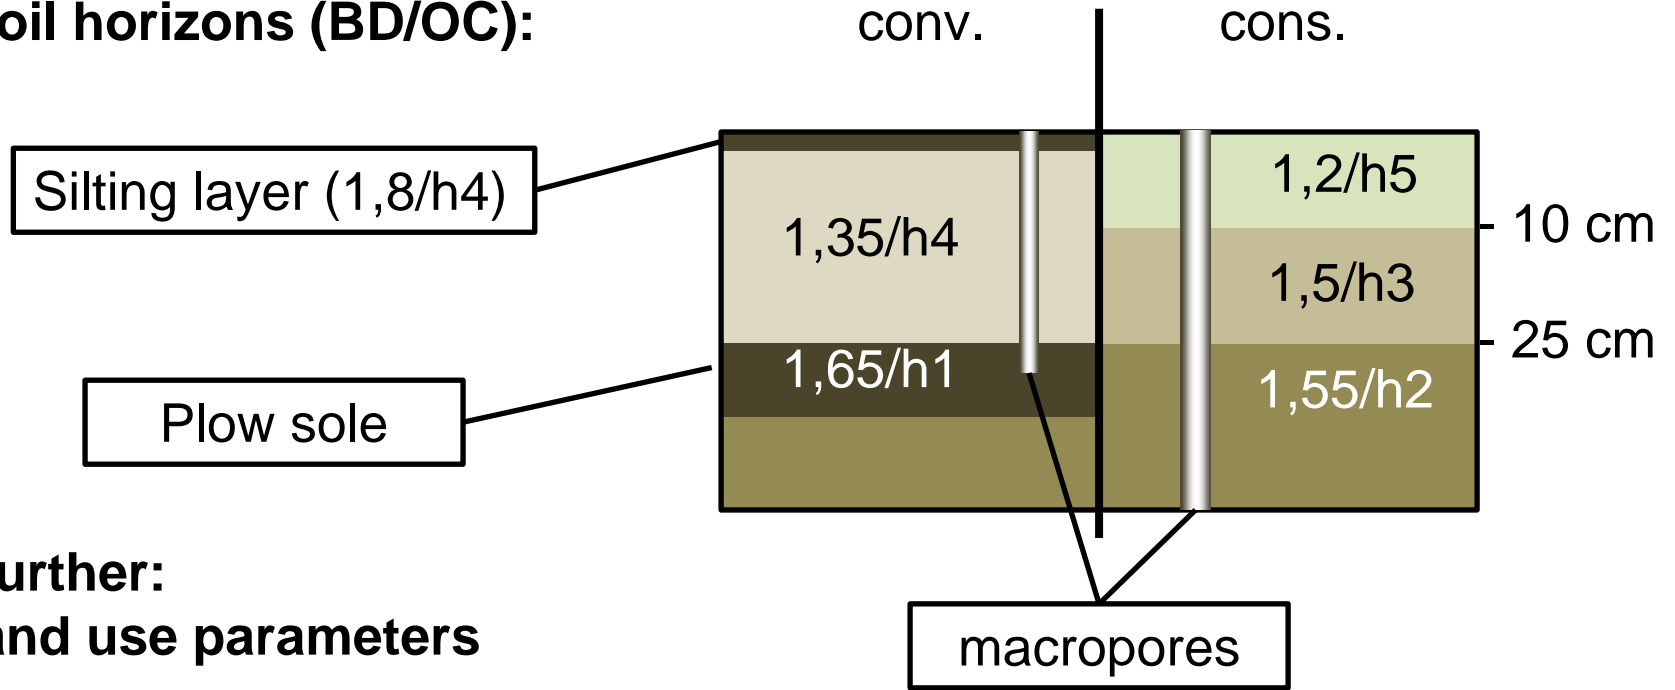 oil horizons (BD/OC):
conv.
cons.
Silting layer (1,8/h4)
1,2/h5
10 cm
1,35/h4
1,5/h3
25 cm
1,65/h1
1,55/h2
Plow sole
urther:
and use parameters
macropores